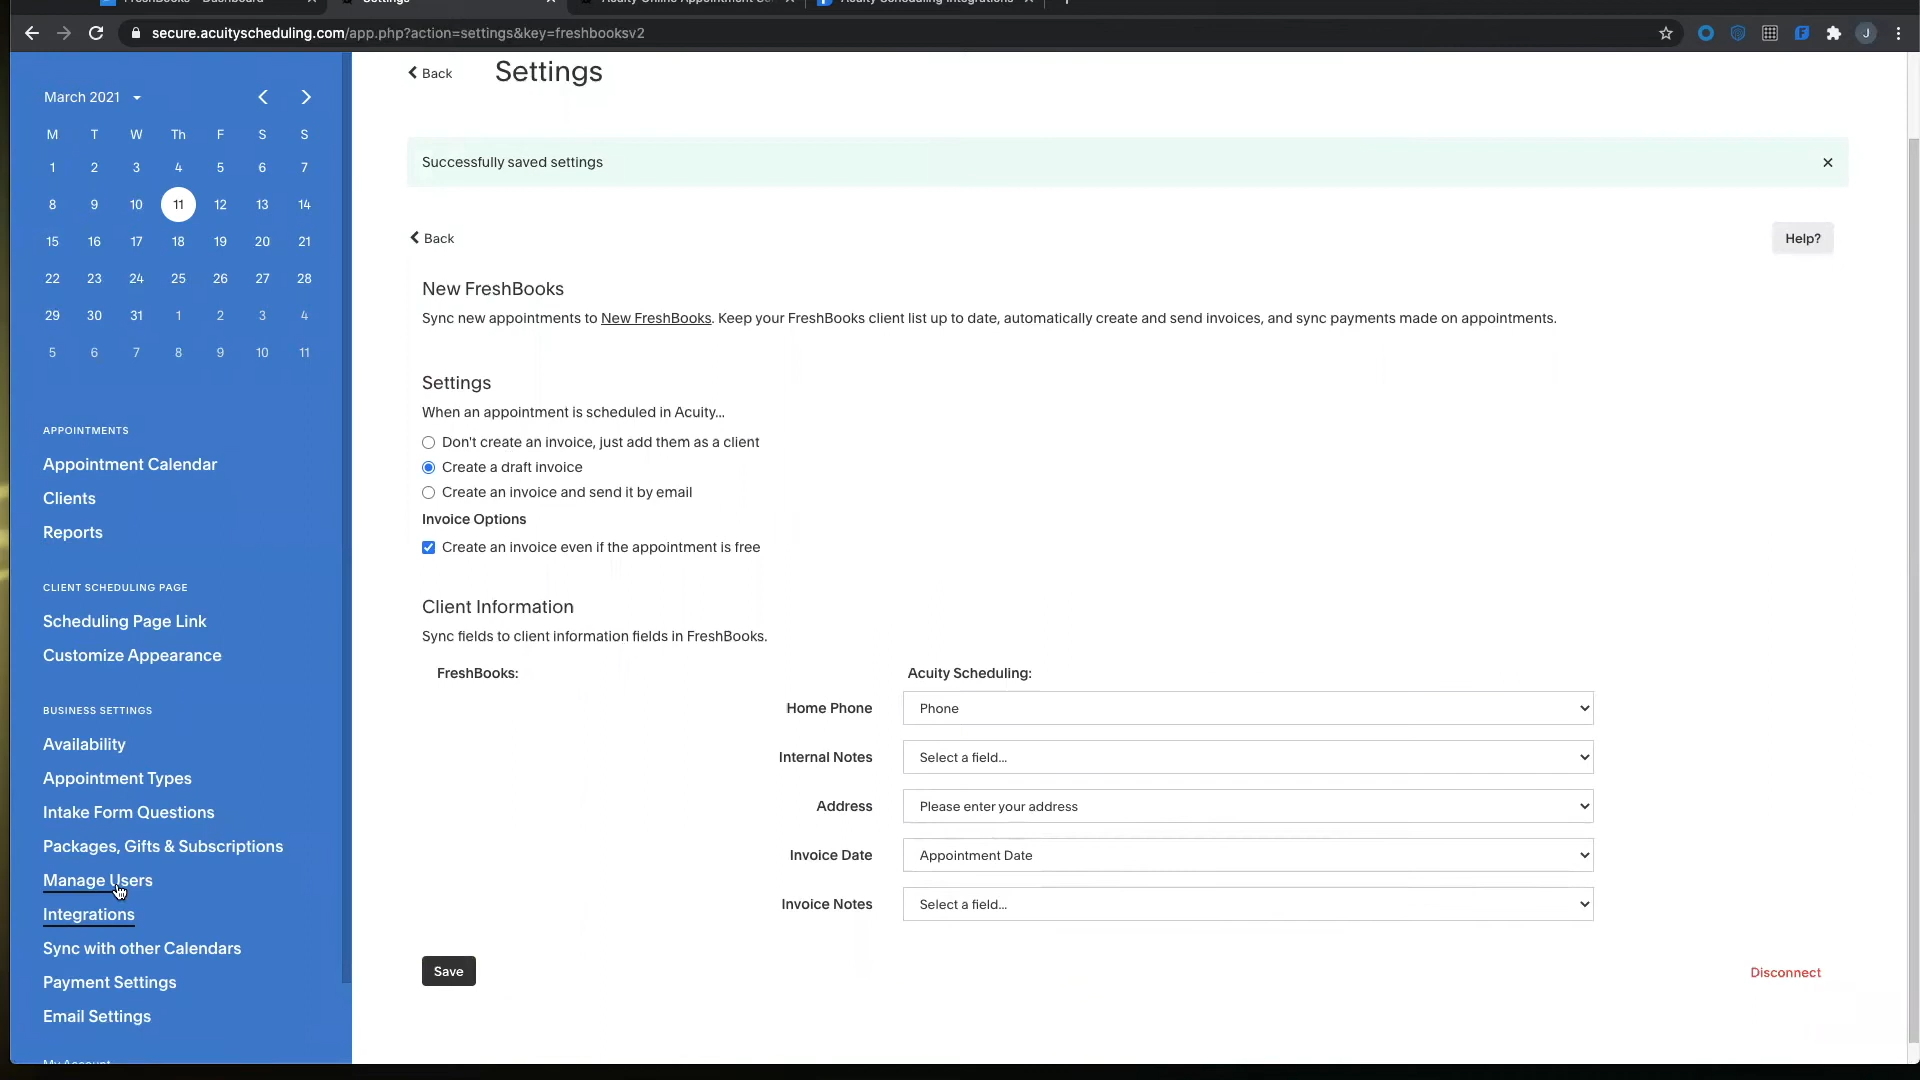 FreshBooks - Dashboard
Settings
Acuity Online Appointment
Acuity Scheduling Integrations
secure.acuityscheduling.com/app.php?action=settings&key=freshbooksv2
J
March 2021
M T W Th F S S
1 2 3 4 5 6 7
8 9 10 11 12 13 14
15 16 17 18 19 20 21
22 23 24 25 26 27 28
29 30 31 1 2 3 4
5 6 7 8 9 10 11
APPOINTMENTS
Appointment Calendar
Clients
Reports
CLIENT SCHEDULING PAGE
Scheduling Page Link
Customize Appearance
BUSINESS SETTINGS
Availability
Appointment Types
Intake Form Questions
Packages, Gifts & Subscriptions
Manage Users
Integrations
Sync with other Calendars
Payment Settings
Email Settings
My Account
Back
Settings
Successfully saved settings
Back
Help?
New FreshBooks
Sync new appointments to New FreshBooks. Keep your FreshBooks client list up to date, automatically create and send invoices, and sync payments made on appointments.
Settings
When an appointment is scheduled in Acuity...
Don't create an invoice, just add them as a client
Create a draft invoice
Create an invoice and send it by email
Invoice Options
Create an invoice even if the appointment is free
Client Information
Sync fields to client information fields in FreshBooks.
FreshBooks: Acuity Scheduling:
Home Phone Phone
Internal Notes Select a field...
Address Please enter your address
Invoice Date Appointment Date
Invoice Notes Select a field...
Save
Disconnect